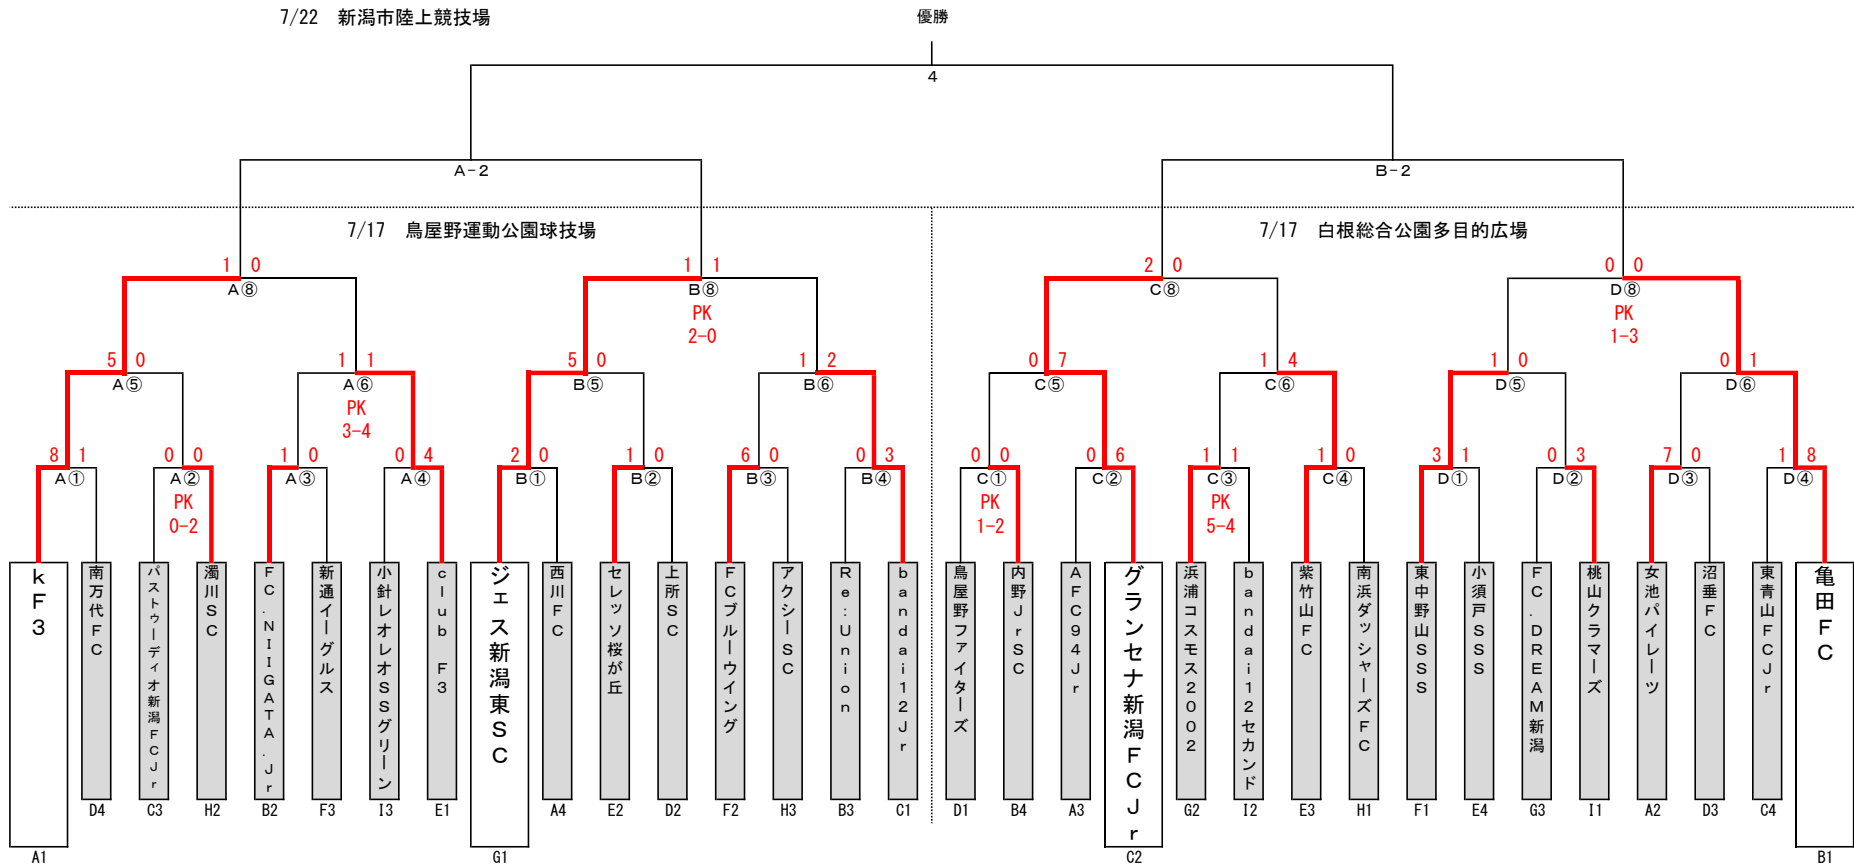 7/22 新潟市陸上競技場
優勝
4
A-2
B-2
7/17 鳥屋野運動公園球技場
7/17 白根総合公園多目的広場
1 0
1 1
2 0
0 0
A⑧
B⑧
C⑧
D⑧
PK
2-0
PK
1-3
5 0
1 1
5 0
1 2
0 7
1 4
1 0
0 1
A⑤
A⑥
B⑤
B⑥
C⑤
C⑥
D⑤
D⑥
PK
3-4
8 1
0 0
1 0
0 4
2 0
1 0
6 0
0 3
0 0
0 6
1 1
1 0
3 1
0 3
7 0
1 8
A①
A②
A③
A④
B①
B②
B③
B④
C①
C②
C③
C④
D①
D②
D③
D④
PK
0-2
PK
1-2
PK
5-4
kF3
南万代FC
パストゥーディオ新潟FCJr
濁川SC
FC.NIIGATA.Jr
新通イーグルス
小針レオレオSSグリーン
club F3
ジェス新潟東SC
西川FC
セレッソ桜が丘
上所SC
FCブルーウイング
アクシーSC
Re:Union
bandai12Jr
鳥屋野ファイターズ
内野JrSC
AFC94Jr
グランセナ新潟FCJr
浜浦コスモス2002
bandai12セカンド
紫竹山FC
南浜ダッシャーズFC
東中野山SSS
小須戸SSS
FC.DREAM新潟
桃山クラマーズ
女池パイレーツ
沼垂FC
東青山FCJr
亀田FC
A1
D4
C3
H2
B2
F3
I3
E1
G1
A4
E2
D2
F2
H3
B3
C1
D1
B4
A3
C2
G2
I2
E3
H1
F1
E4
G3
I1
A2
D3
C4
B1